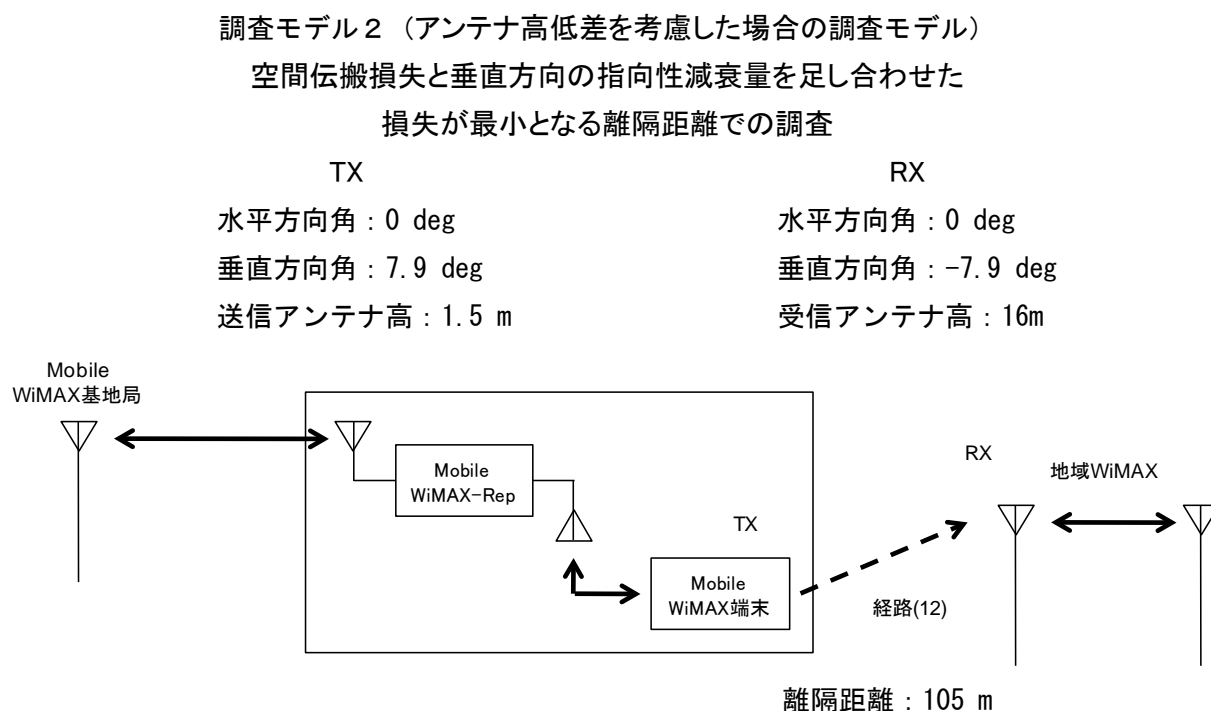 調査モデル２ （アンテナ高低差を考慮した場合の調査モデル）
空間伝搬損失と垂直方向の指向性減衰量を足し合わせた
損失が最小となる離隔距離での調査
TX
水平方向角：0 deg
垂直方向角：7.9 deg
送信アンテナ高：1.5 m
RX
水平方向角：0 deg
垂直方向角：-7.9 deg
受信アンテナ高：16m
Mobile
WiMAX基地局
Mobile
WiMAX-Rep
TX
Mobile
WiMAX端末
経路(12)
RX
地域WiMAX
離隔距離：105 m